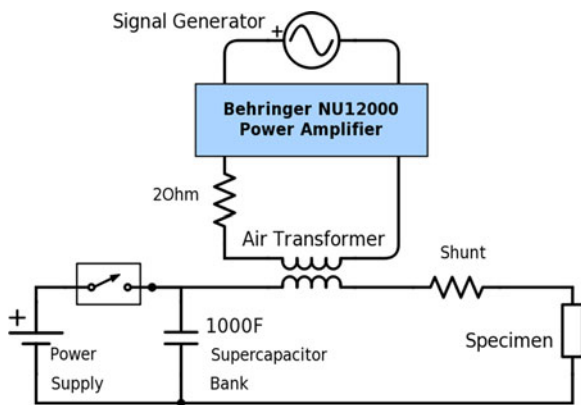 Signal Generator
+
Behringer NU12000
Power Amplifier
2Ohm
Air Transformer
Shunt
+
1000F
Power
Supercapacitor
Specimen
Supply
Bank